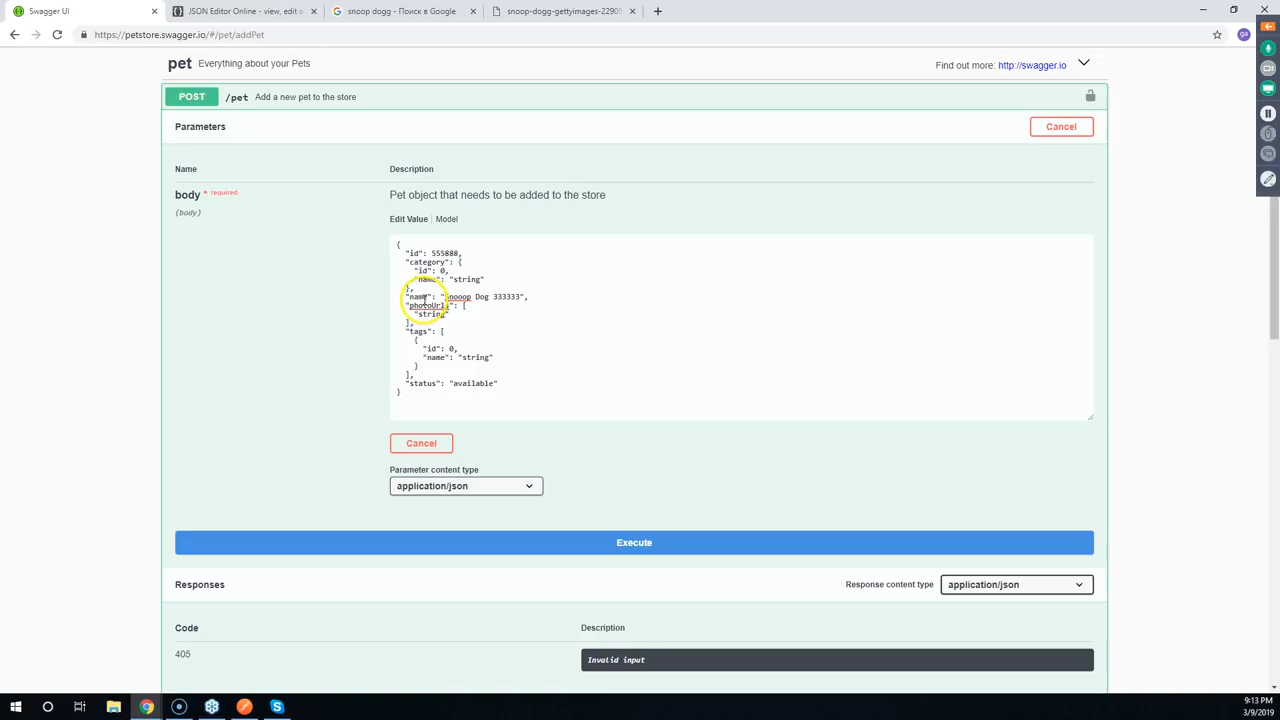 Swagger UI
JSON Editor Online - view, edit a
snoop dogg - Поиск в Google
snoop-dogg-gettyimages-22905
https://petstore.swagger.io/#/pet/addPet
ga
pet Everything about your Pets
Find out more: http://swagger.io
POST /pet Add a new pet to the store
Parameters
Cancel
Name
Description
body * required
(body)
Pet object that needs to be added to the store
Edit Value | Model
{
"id": 555888,
"category": {
"id": 0,
"name": "string"
},
"name": "Snooop Dog 333333",
"photoUrls": [
"string"
],
"tags": [
{
"id": 0,
"name": "string"
}
],
"status": "available"
}
Cancel
Parameter content type
application/json
Execute
Responses
Response content type
application/json
Code
Description
405
Invalid input
9:13 PM
3/9/2019